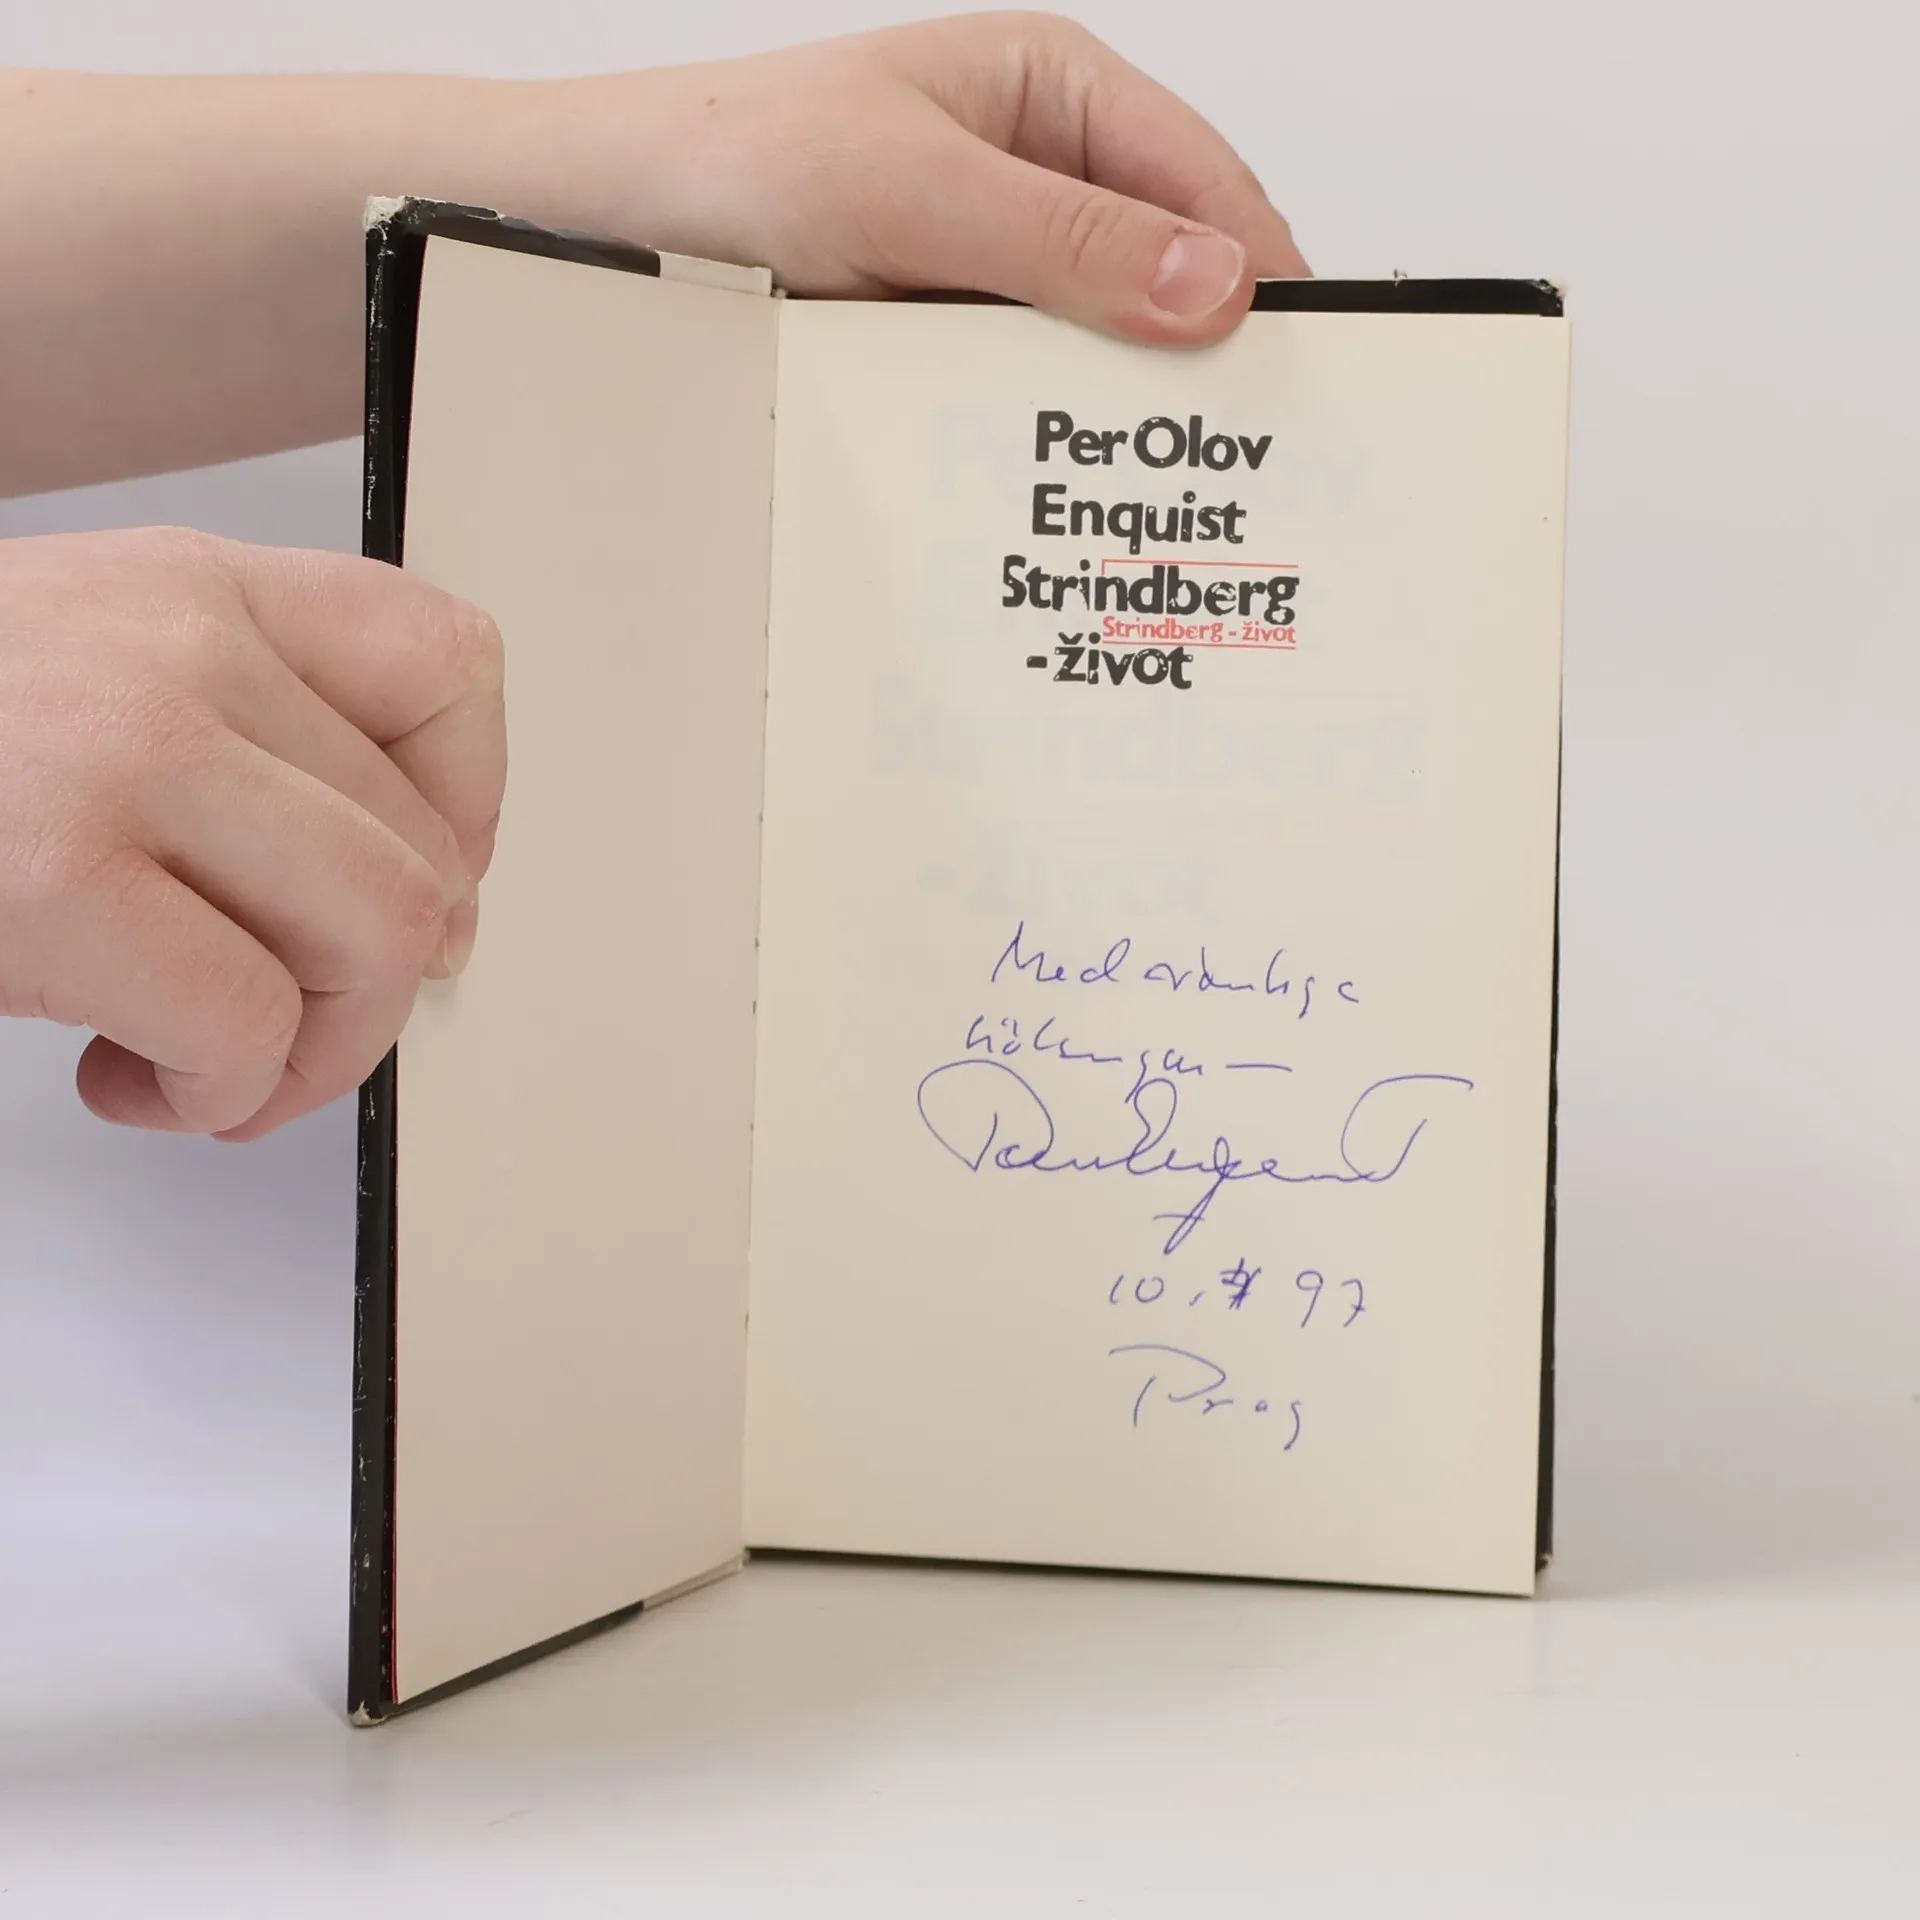 Per Olov
Enquist
Strindberg
Strindberg - život
- život
Med vänliga
hälsningar —
10. 97
Prag